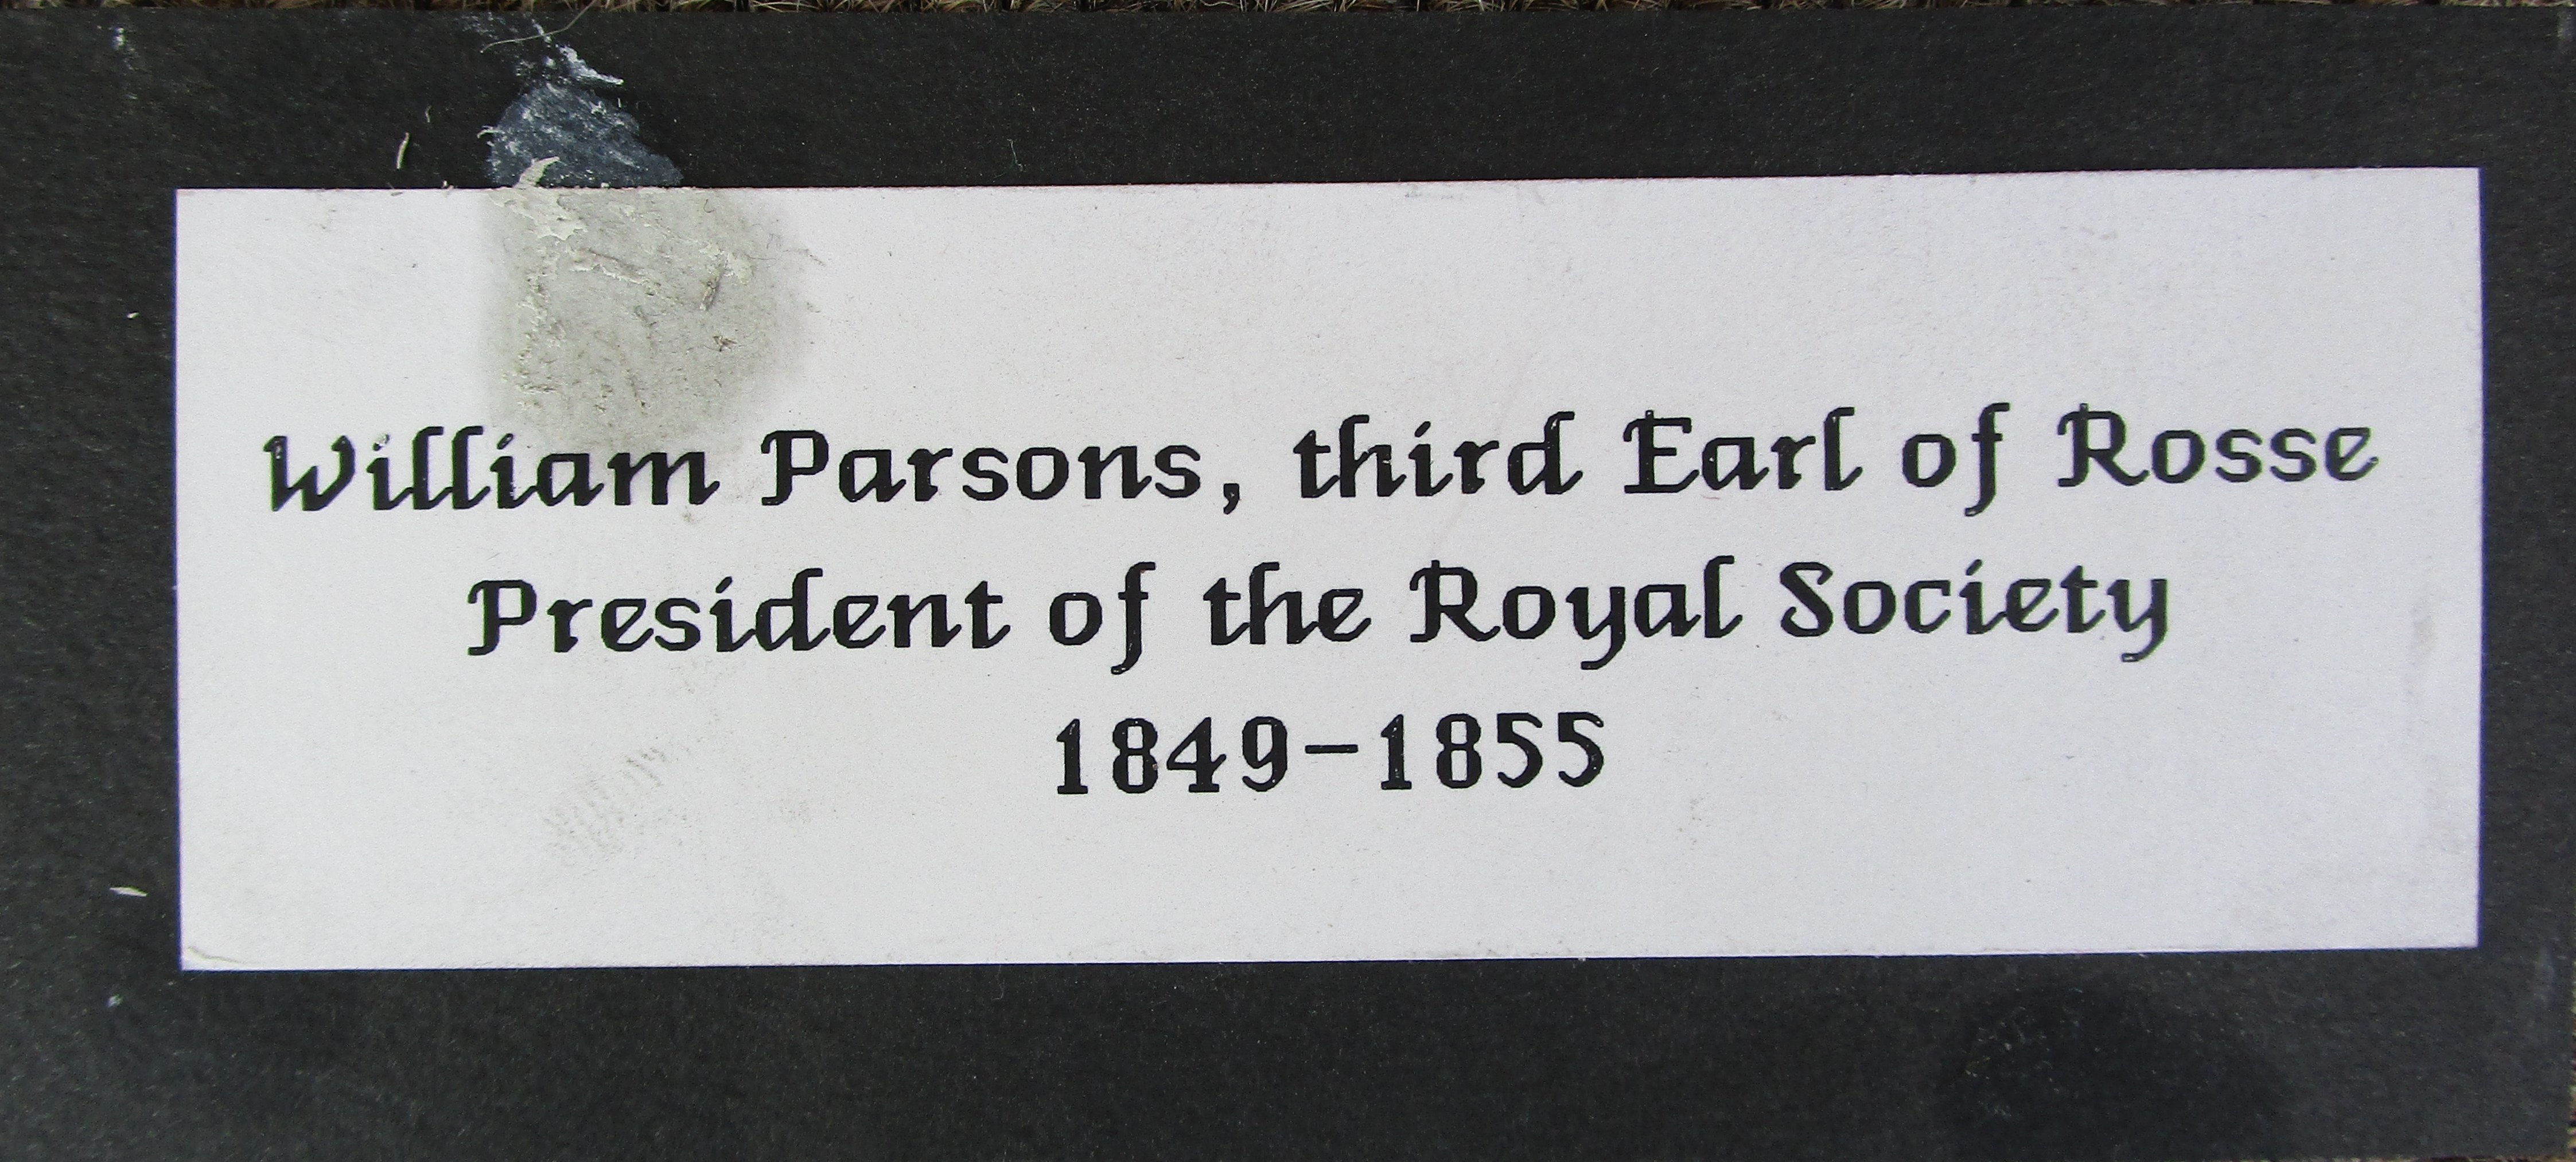 William Parsons, third Earl of Rosse
President of the Royal Society
1849-1855